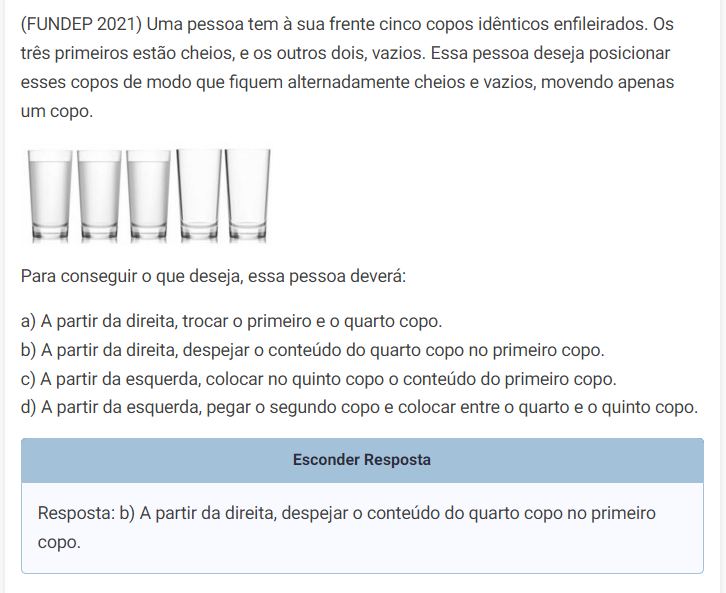 (FUNDEP 2021) Uma pessoa tem à sua frente cinco copos idênticos enfileirados. Os
três primeiros estão cheios, e os outros dois, vazios. Essa pessoa deseja posicionar
esses copos de modo que fiquem alternadamente cheios e vazios, movendo apenas
um copo.
Para conseguir o que deseja, essa pessoa deverá:
a) A partir da direita, trocar o primeiro e o quarto copo.
b) A partir da direita, despejar o conteúdo do quarto copo no primeiro copo.
c) A partir da esquerda, colocar no quinto copo o conteúdo do primeiro copo.
d) A partir da esquerda, pegar o segundo copo e colocar entre o quarto e o quinto copo.
Esconder Resposta
Resposta: b) A partir da direita, despejar o conteúdo do quarto copo no primeiro
copo.